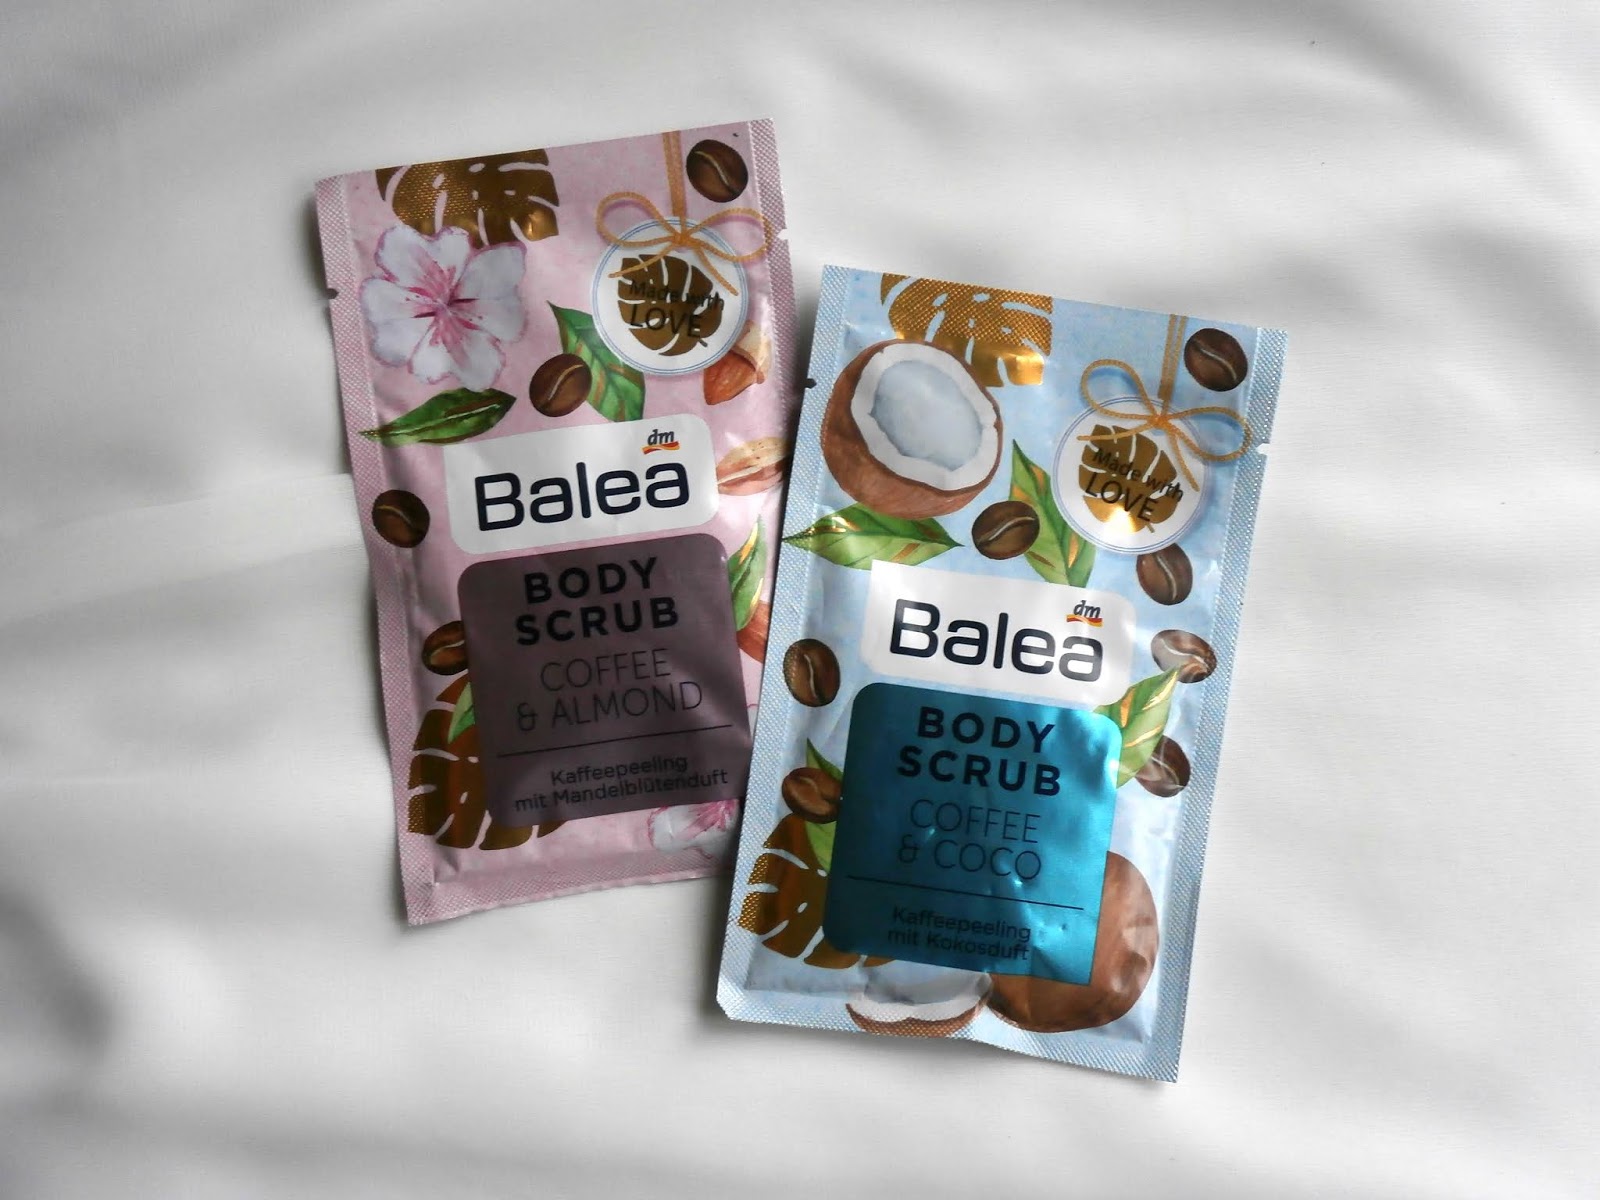 Made with
LOVE
dm
Balea
BODY
SCRUB
COFFEE
& ALMOND
Kaffeepeeling
mit Mandelblütenduft
Made with
LOVE
dm
Balea
BODY
SCRUB
COFFEE
& COCO
Kaffeepeeling
mit Kokosduft